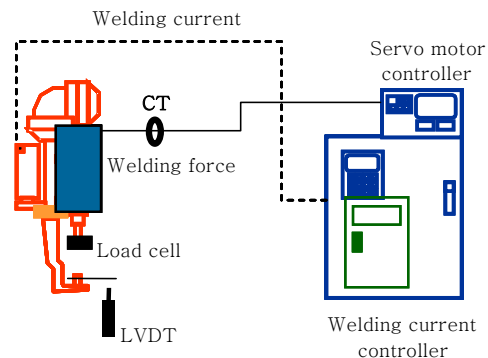 Welding current
Servo motor
controller
CT
Welding force
Load cell
LVDT
Welding current
controller